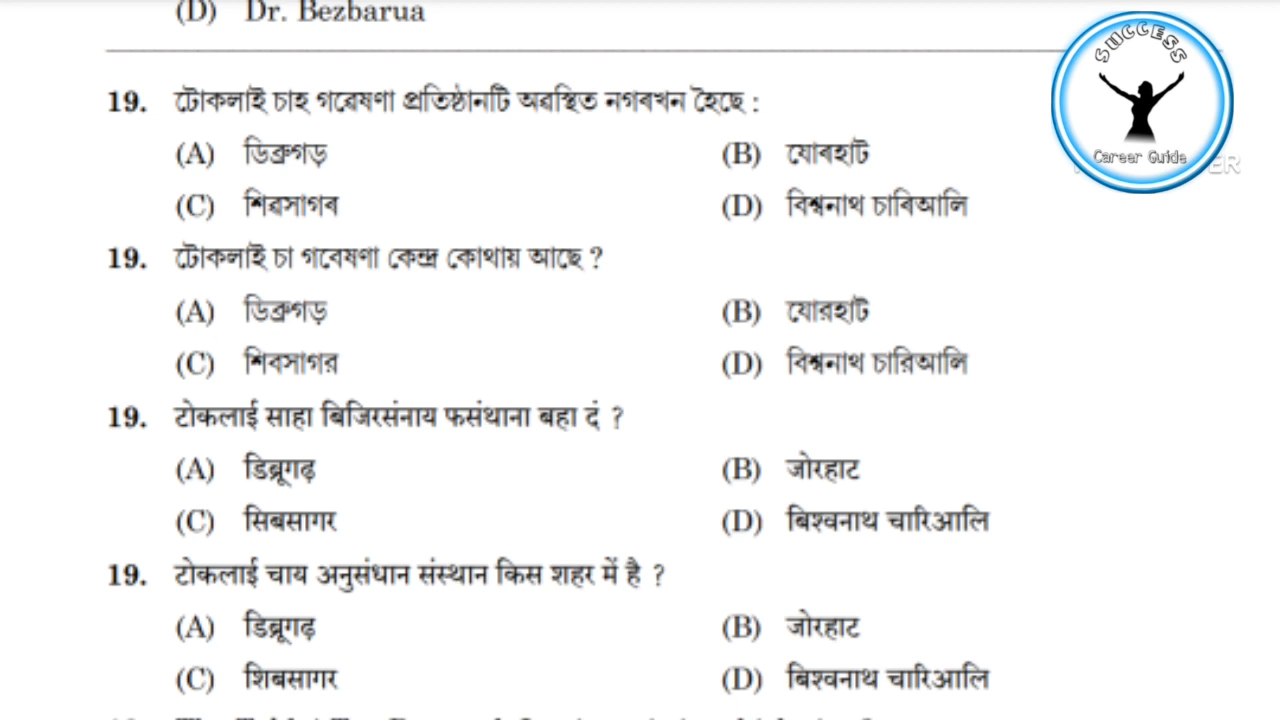 (D) Dr. Bezbarua
SUCCESS
Career Guide
ER
19. টোকলাই চাহ গৱেষণা প্ৰতিষ্ঠানটি অৱস্থিত নগৰখন হৈছে :
(A) ডিব্ৰুগড় (B) যোৰহাট
(C) শিৱসাগৰ (D) বিশ্বনাথ চাৰিআলি
19. টোকলাই চা গবেষণা কেন্দ্র কোথায় আছে ?
(A) ডিব্রুগড় (B) যোরহাট
(C) শিবসাগর (D) বিশ্বনাথ চারিআলি
19. टोकलाई साहा बिजिरसंनाय फसंथाना बहा दं ?
(A) डिब्रूगढ़ (B) जोरहाट
(C) सिबसागर (D) बिश्वनाथ चारिआलि
19. टोकलाई चाय अनुसंधान संस्थान किस शहर में है ?
(A) डिब्रूगढ़ (B) जोरहाट
(C) शिबसागर (D) बिश्वनाथ चारिआलि